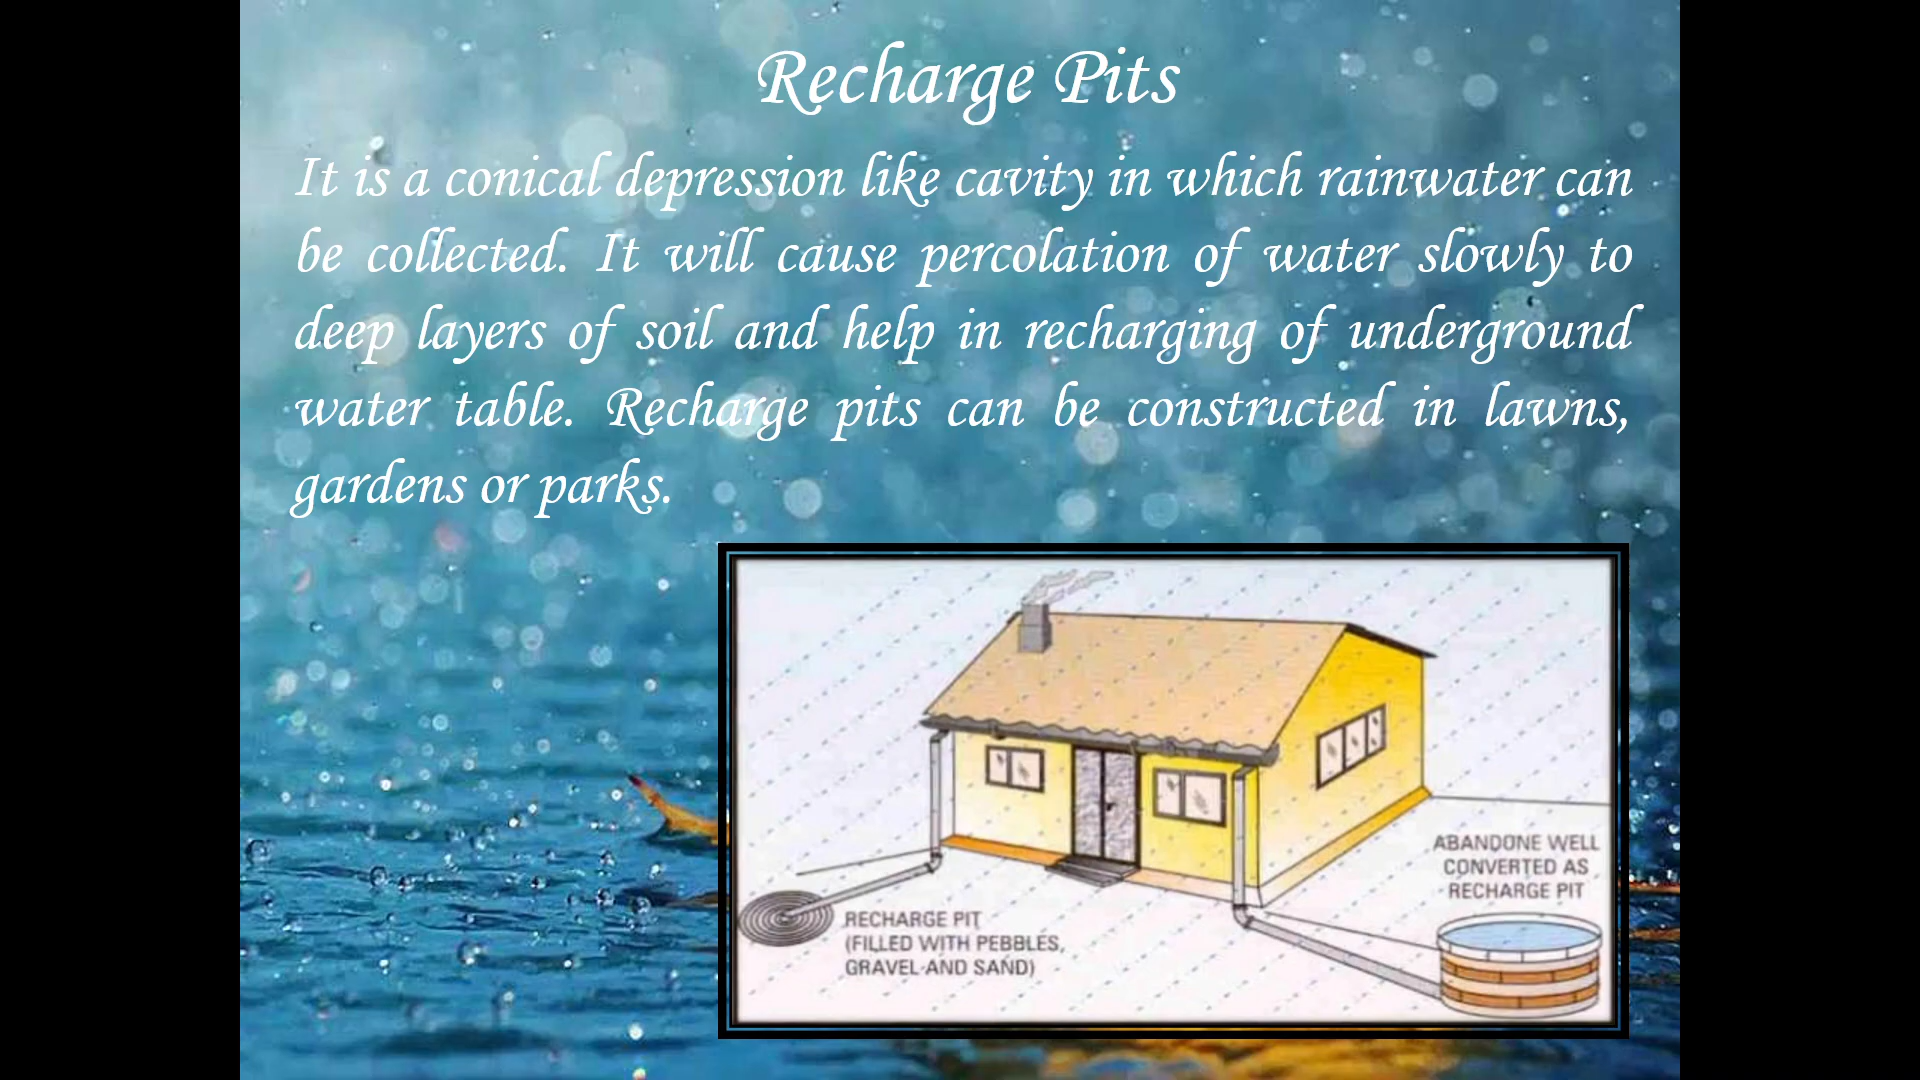 Recharge Pits
It is a conical depression like cavity in which rainwater can
be collected. It will cause percolation of water slowly to
deep layers of soil and help in recharging of underground
water table. Recharge pits can be constructed in lawns,
gardens or parks.
ABANDONE WELL
CONVERTED AS
RECHARGE PIT
RECHARGE PIT
(FILLED WITH PEBBLES,
GRAVEL AND SAND)